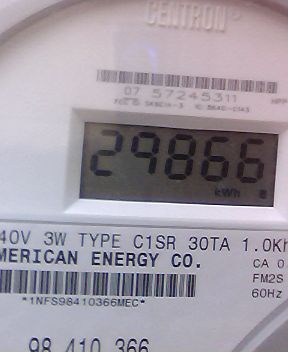 CENTRON®
07 57245311
29866
kWh
40V 3W TYPE C1SR 30TA 1.0Kh
MERICAN ENERGY CO.
CA 0.
FM2S
60Hz
*1NFS98410366MEC*
98 410 366